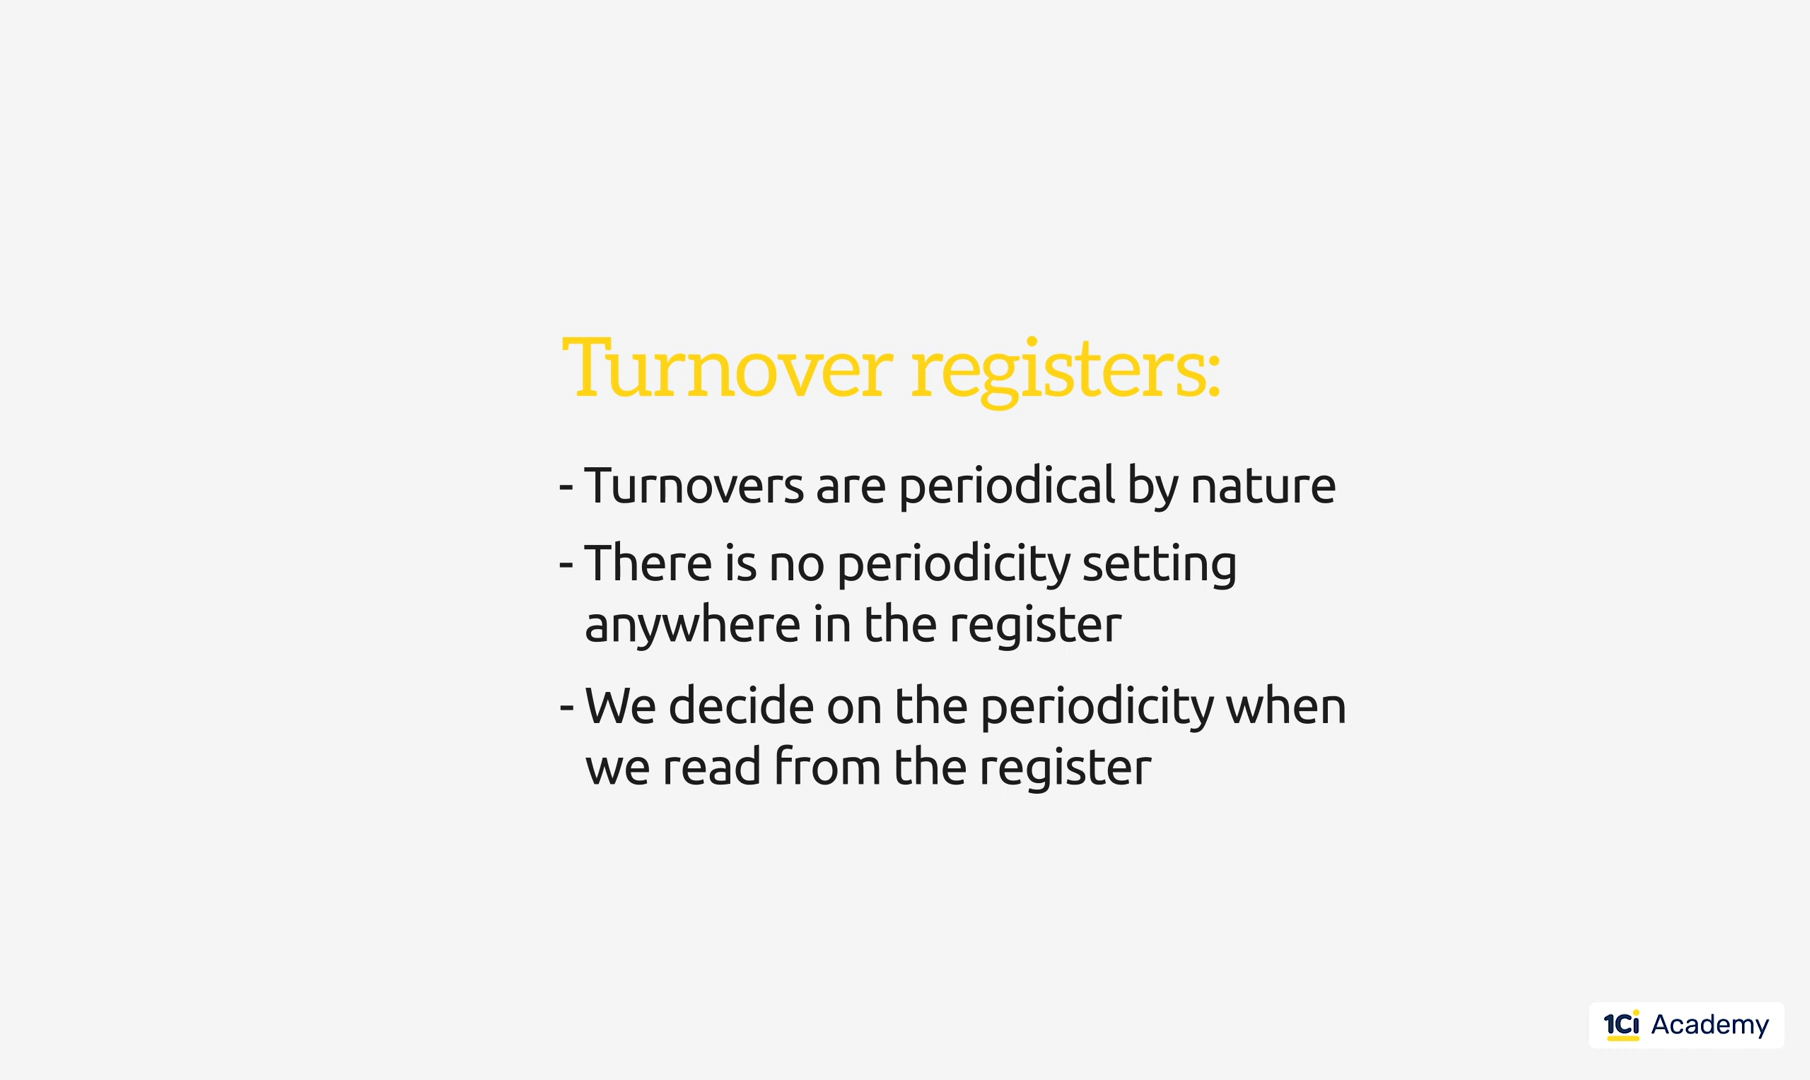 Turnover registers:
- Turnovers are periodical by nature
- There is no periodicity setting
anywhere in the register
- We decide on the periodicity when
we read from the register
1Ci Academy